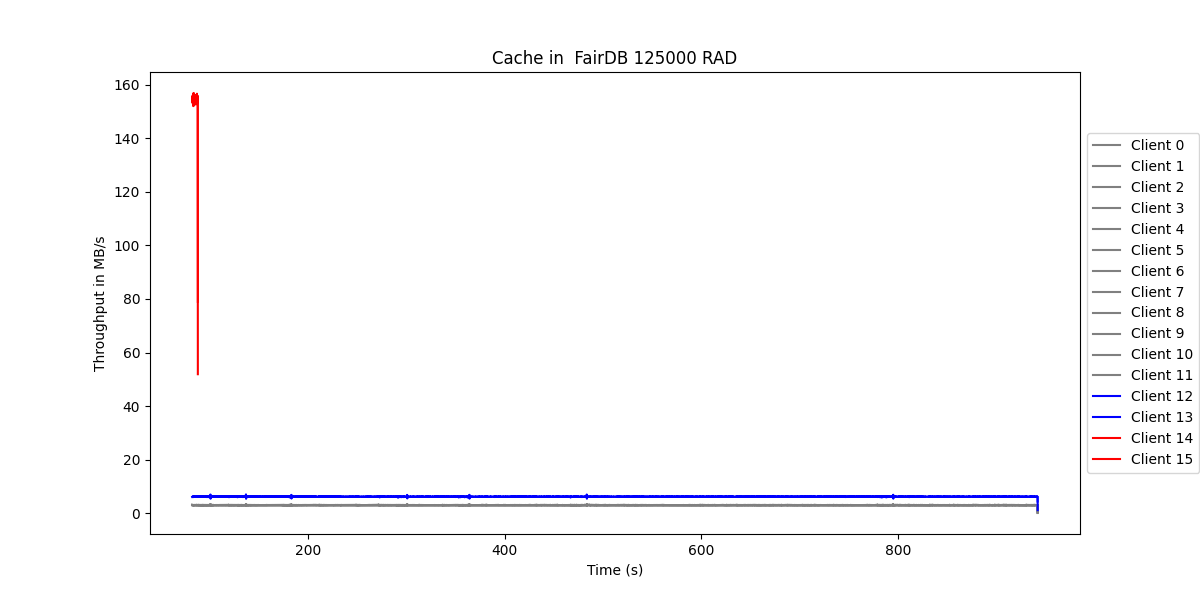 Cache in  FairDB 125000 RAD
Throughput in MB/s
160
140
120
100
80
60
40
20
0
200
400
600
800
Time (s)
Client 0
Client 1
Client 2
Client 3
Client 4
Client 5
Client 6
Client 7
Client 8
Client 9
Client 10
Client 11
Client 12
Client 13
Client 14
Client 15